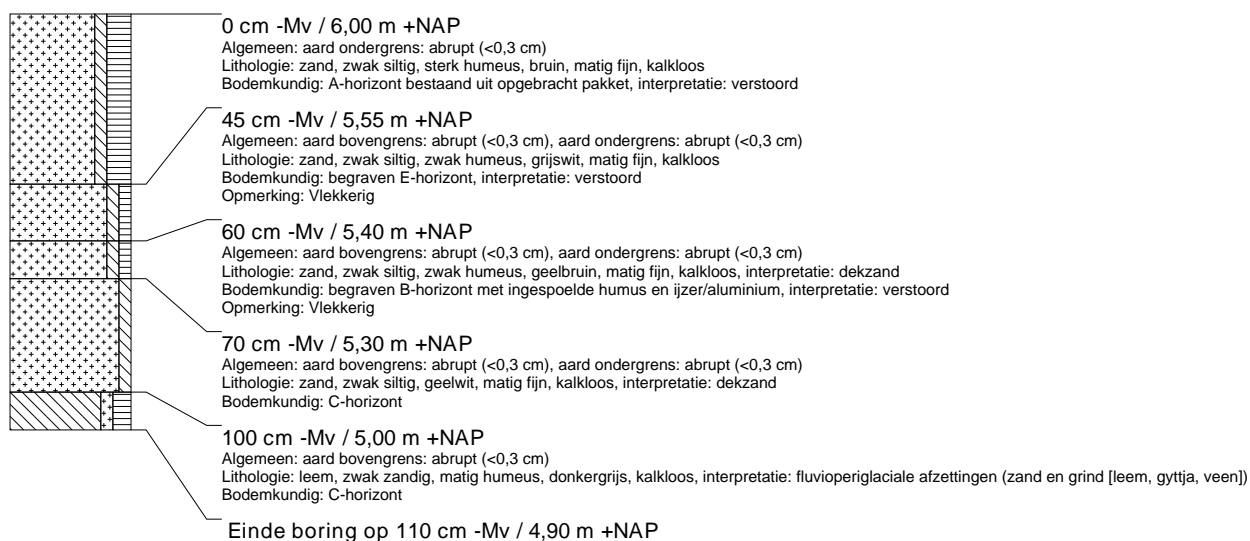 0 cm -Mv / 6,00 m +NAP
Algemeen: aard ondergrens: abrupt (<0,3 cm)
Lithologie: zand, zwak siltig, sterk humeus, bruin, matig fijn, kalkloos
Bodemkundig: A-horizont bestaand uit opgebracht pakket, interpretatie: verstoord
45 cm -Mv / 5,55 m +NAP
Algemeen: aard bovengrens: abrupt (<0,3 cm), aard ondergrens: abrupt (<0,3 cm)
Lithologie: zand, zwak siltig, zwak humeus, grijswit, matig fijn, kalkloos
Bodemkundig: begraven E-horizont, interpretatie: verstoord
Opmerking: Vlekkerig
60 cm -Mv / 5,40 m +NAP
Algemeen: aard bovengrens: abrupt (<0,3 cm), aard ondergrens: abrupt (<0,3 cm)
Lithologie: zand, zwak siltig, zwak humeus, geelbruin, matig fijn, kalkloos, interpretatie: dekzand
Bodemkundig: begraven B-horizont met ingespoelde humus en ijzer/aluminium, interpretatie: verstoord
Opmerking: Vlekkerig
70 cm -Mv / 5,30 m +NAP
Algemeen: aard bovengrens: abrupt (<0,3 cm), aard ondergrens: abrupt (<0,3 cm)
Lithologie: zand, zwak siltig, geelwit, matig fijn, kalkloos, interpretatie: dekzand
Bodemkundig: C-horizont
100 cm -Mv / 5,00 m +NAP
Algemeen: aard bovengrens: abrupt (<0,3 cm)
Lithologie: leem, zwak zandig, matig humeus, donkergrijs, kalkloos, interpretatie: fluvioperiglaciale afzettingen (zand en grind [leem, gyttja, veen])
Bodemkundig: C-horizont
Einde boring op 110 cm -Mv / 4,90 m +NAP